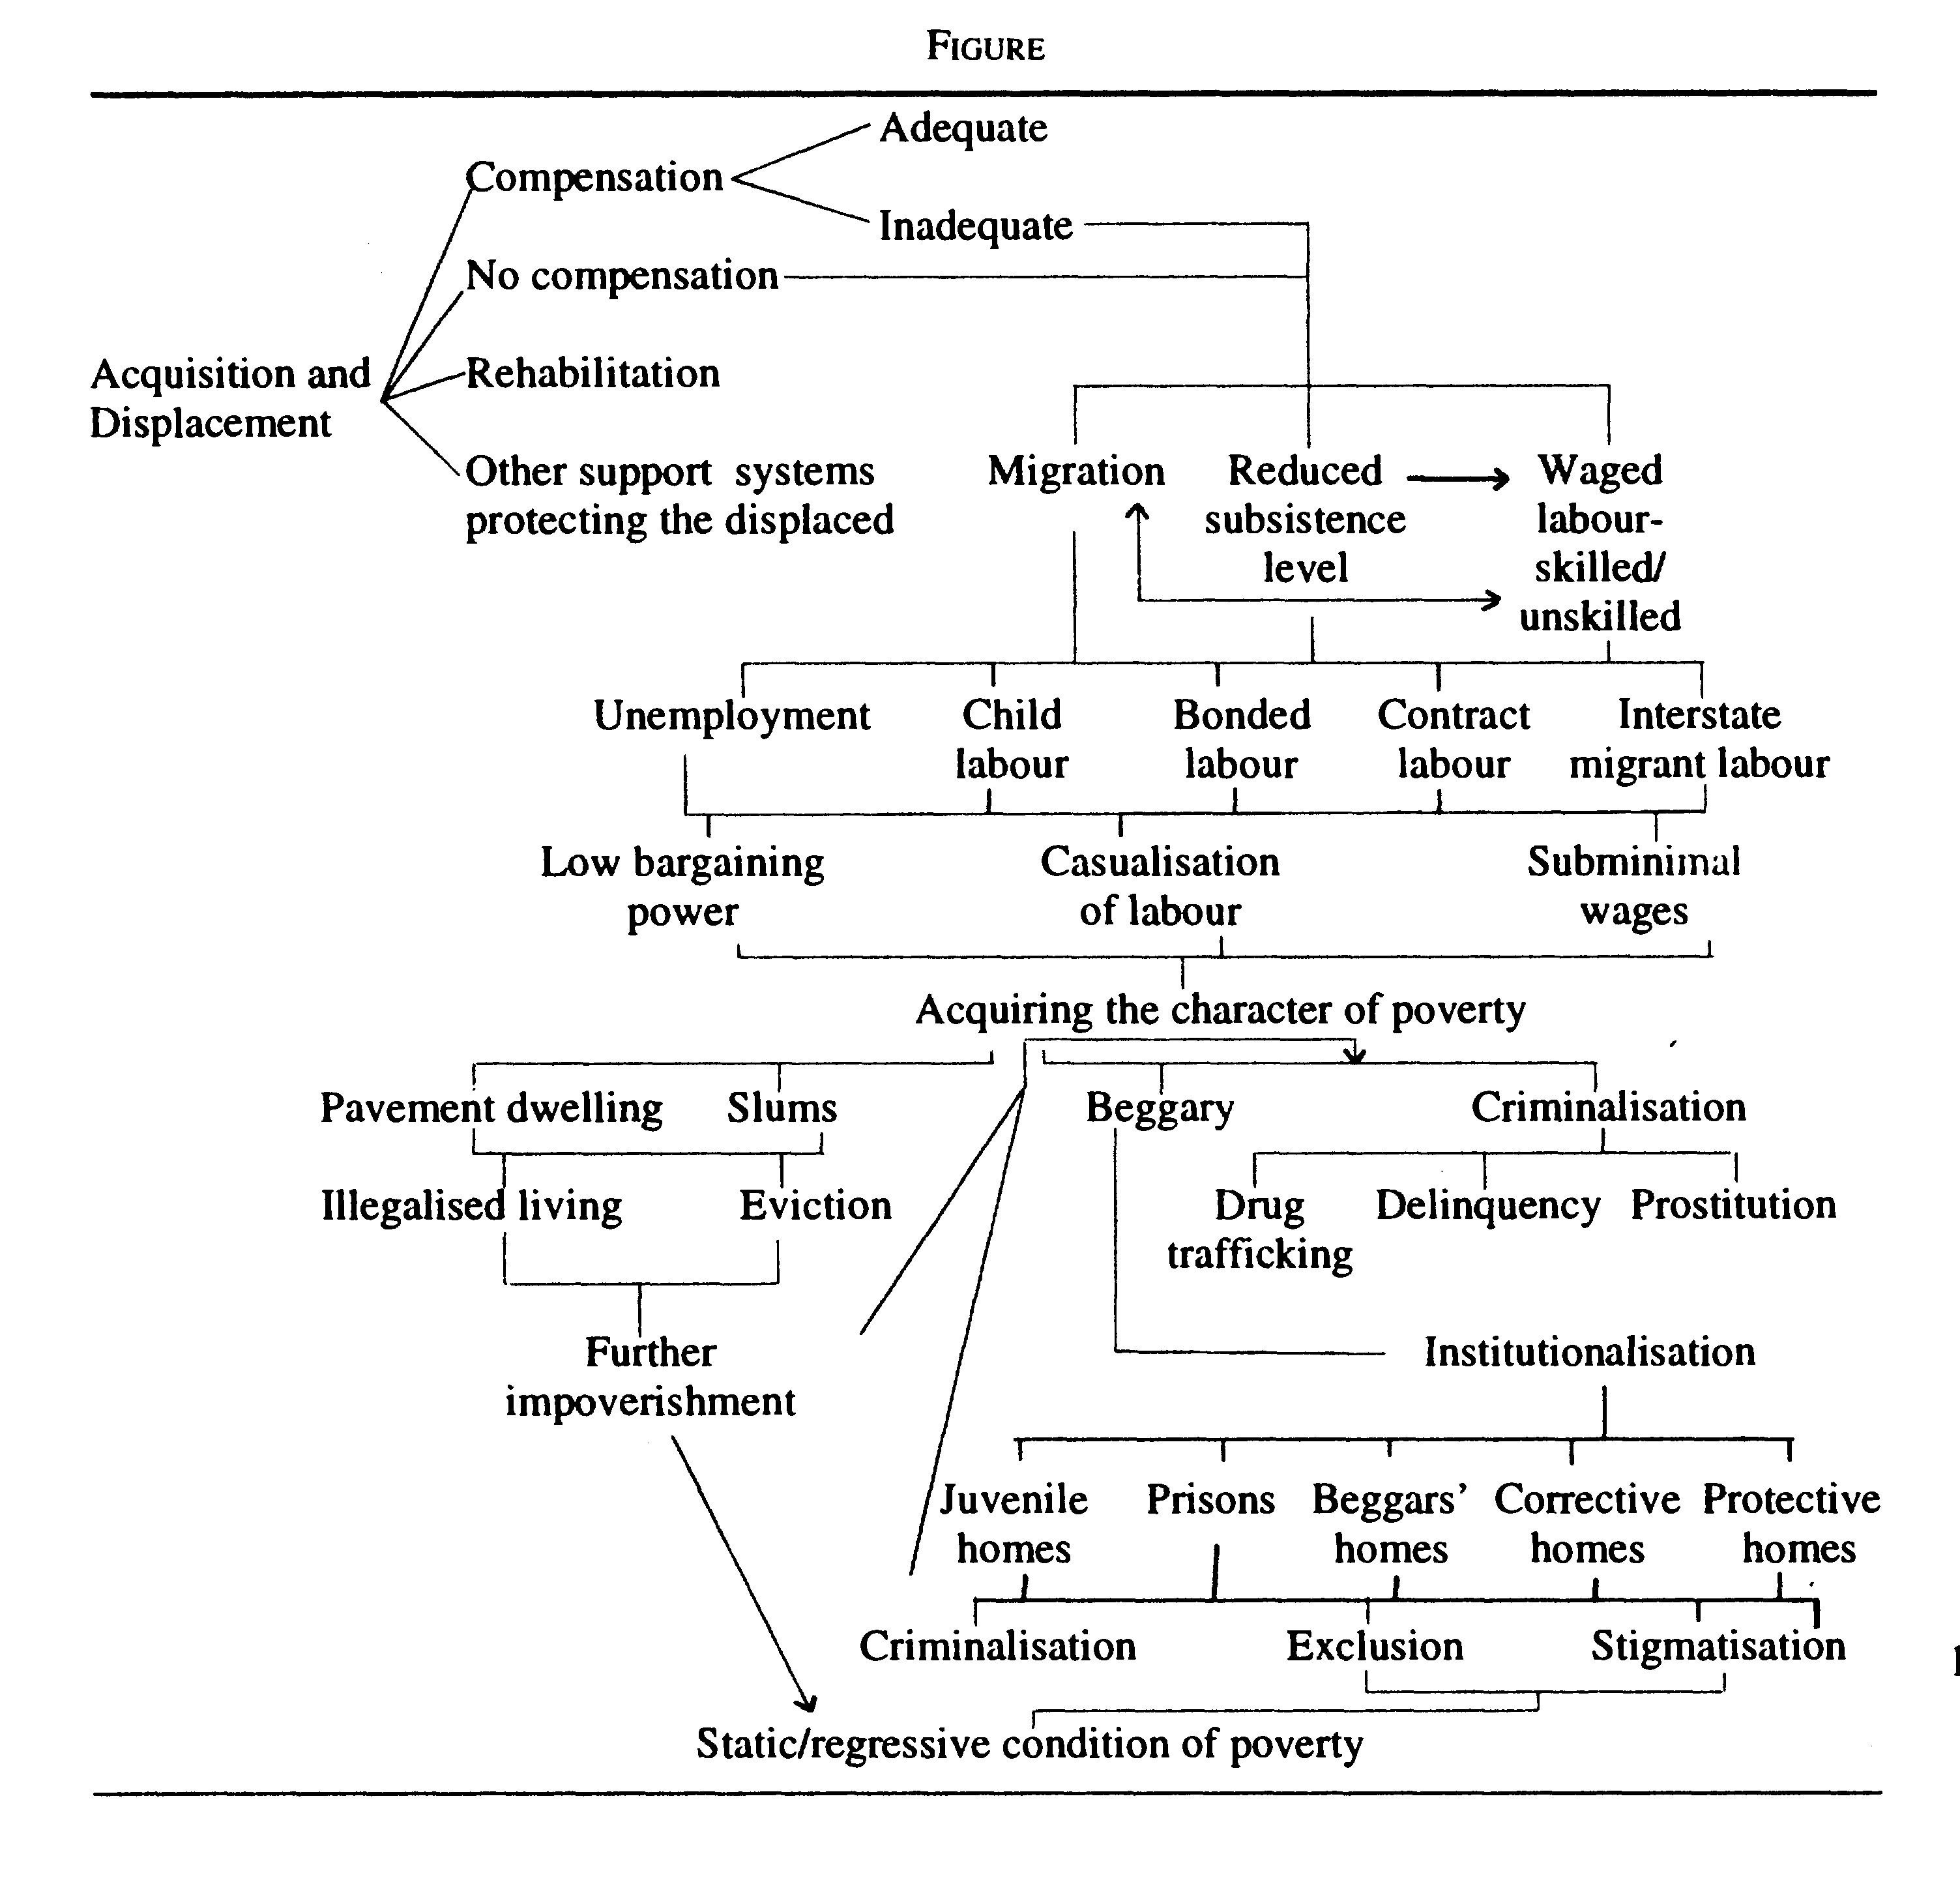 FIGURE
Adequate
Compensation
Inadequate
No compensation
Acquisition and
Displacement
Rehabilitation
Other support systems
protecting the displaced
Migration
Reduced
subsistence
level
Waged
labour-
skilled/
unskilled
Unemployment
Child
labour
Bonded
labour
Contract
labour
Interstate
migrant labour
Low bargaining
power
Casualisation
of labour
Subminimal
wages
Acquiring the character of poverty
Pavement dwelling
Slums
Beggary
Criminalisation
Illegalised living
Eviction
Drug
trafficking
Delinquency
Prostitution
Further
impoverishment
Institutionalisation
Juvenile
homes
Prisons
Beggars'
homes
Corrective
homes
Protective
homes
Criminalisation
Exclusion
Stigmatisation
Static/regressive condition of poverty